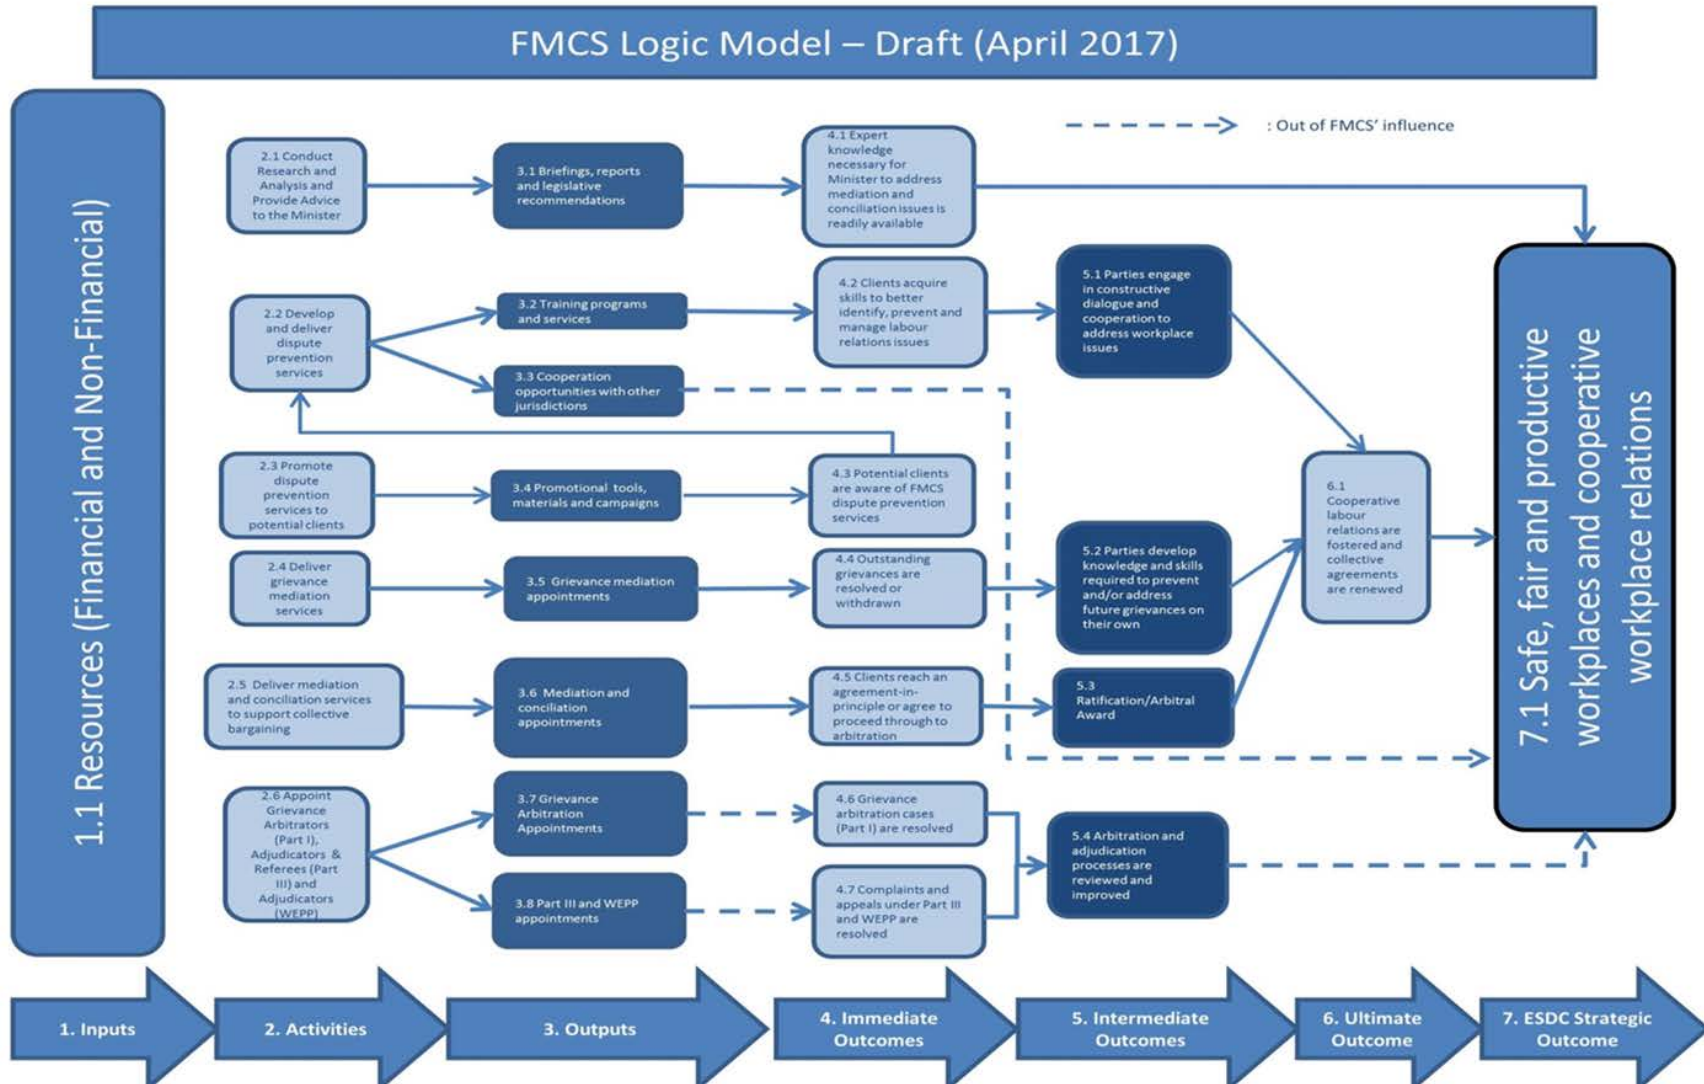 FMCS Logic Model – Draft (April 2017)
: Out of FMCS' influence
1.1 Resources (Financial and Non-Financial)
2.1 Conduct
Research and
Analysis and
Provide Advice
to the Minister
3.1 Briefings, reports
and legislative
recommendations
4.1 Expert
knowledge
necessary for
Minister to address
mediation and
conciliation issues is
readily available
2.2 Develop
and deliver
dispute
prevention
services
3.2 Training programs
and services
3.3 Cooperation
opportunities with other
jurisdictions
4.2 Clients acquire
skills to better
identify, prevent and
manage labour
relations issues
5.1 Parties engage
in constructive
dialogue and
cooperation to
address workplace
issues
2.3 Promote
dispute
prevention
services to
potential clients
3.4 Promotional tools,
materials and campaigns
4.3 Potential clients
are aware of FMCS
dispute prevention
services
2.4 Deliver
grievance
mediation
services
3.5 Grievance mediation
appointments
4.4 Outstanding
grievances are
resolved or
withdrawn
5.2 Parties develop
knowledge and skills
required to prevent
and/or address
future grievances on
their own
6.1
Cooperative
labour
relations are
fostered and
collective
agreements
are renewed
2.5 Deliver mediation
and conciliation services
to support collective
bargaining
3.6 Mediation and
conciliation
appointments
4.5 Clients reach an
agreement-in-
principle or agree to
proceed through to
arbitration
5.3
Ratification/Arbitral
Award
2.6 Appoint
Grievance
Arbitrators
(Part I),
Adjudicators &
Referees (Part
III) and
Adjudicators
(WEPP)
3.7 Grievance
Arbitration
Appointments
3.8 Part III and WEPP
appointments
4.6 Grievance
arbitration cases
(Part I) are resolved
4.7 Complaints and
appeals under Part III
and WEPP are
resolved
5.4 Arbitration and
adjudication
processes are
reviewed and
improved
7.1 Safe, fair and productive
workplaces and cooperative
workplace relations
1. Inputs
2. Activities
3. Outputs
4. Immediate
Outcomes
5. Intermediate
Outcomes
6. Ultimate
Outcome
7. ESDC Strategic
Outcome